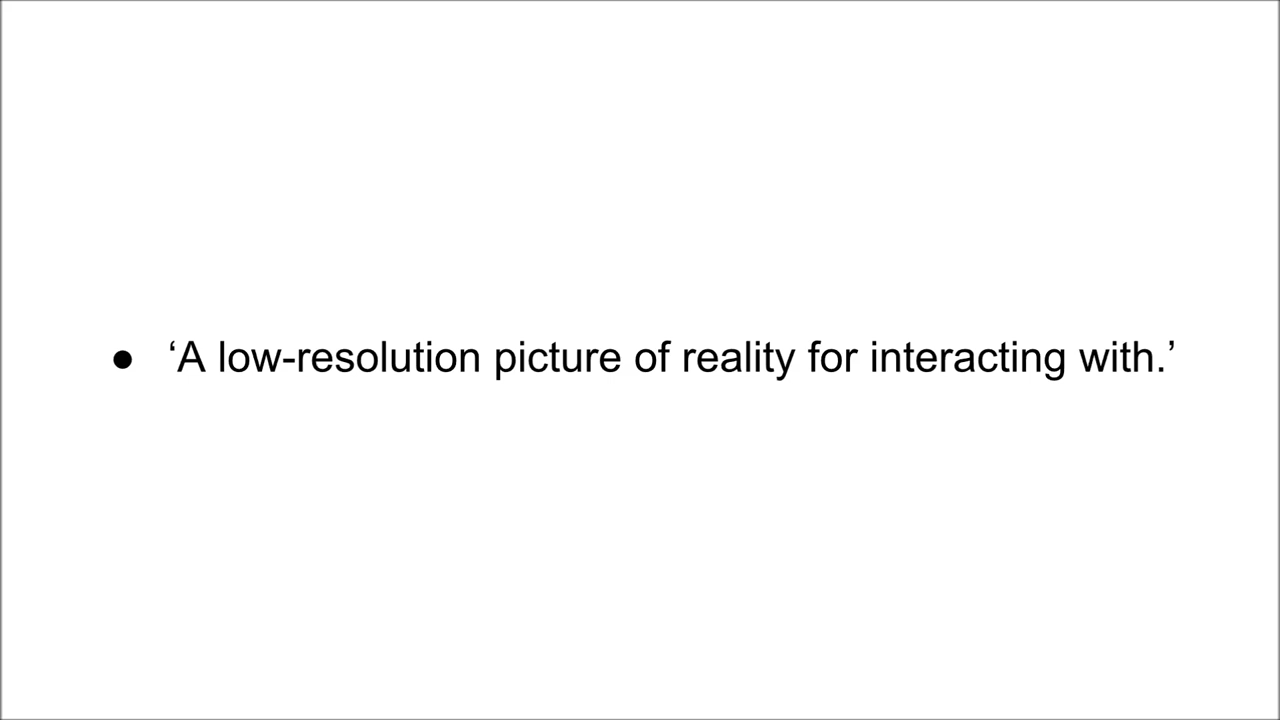 ● ‘A low-resolution picture of reality for interacting with.’